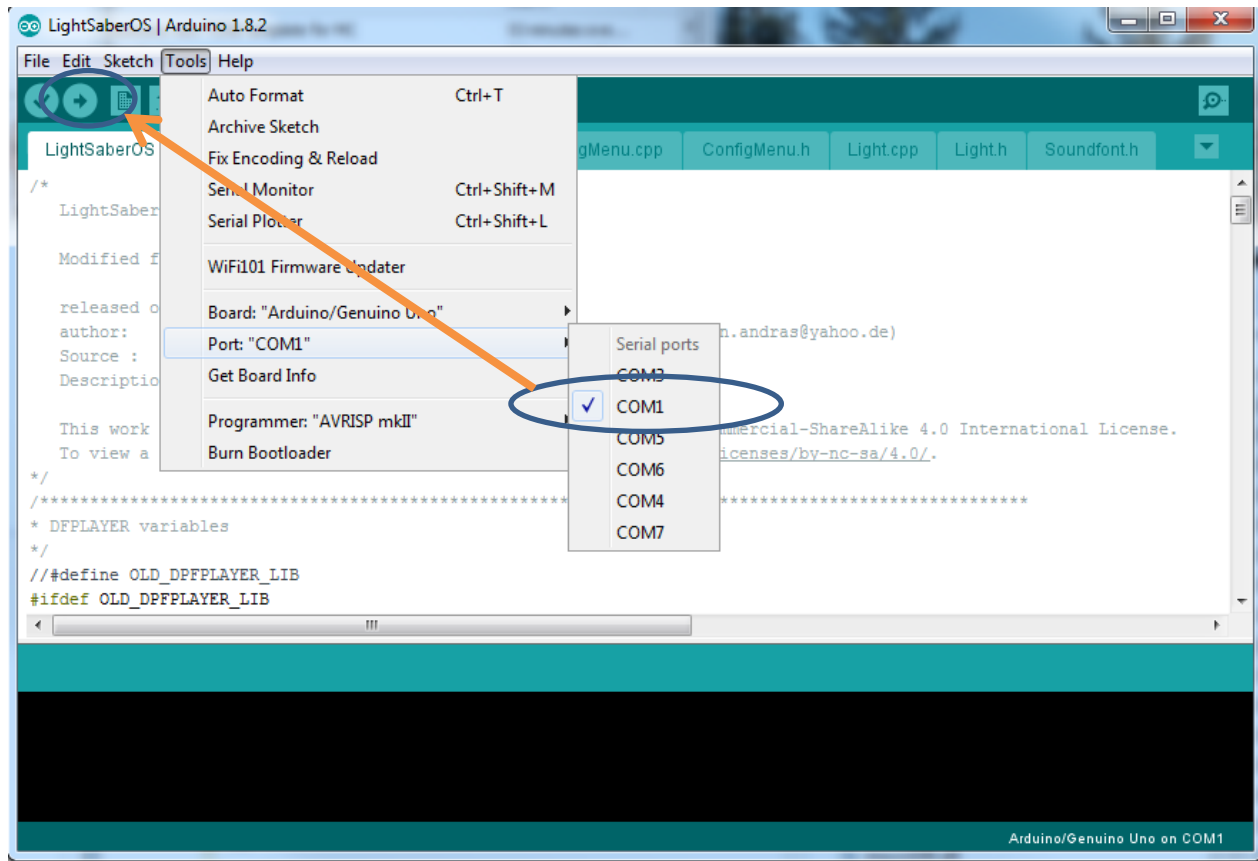 LightSaberOS | Arduino 1.8.2
File Edit Sketch Tools Help
Auto Format Ctrl+T
Archive Sketch
Fix Encoding & Reload
Serial Monitor Ctrl+Shift+M
Serial Plotter Ctrl+Shift+L
WiFi101 Firmware Updater
Board: "Arduino/Genuino Uno"
Port: "COM1"
Get Board Info
Programmer: "AVRISP mkII"
Burn Bootloader
Serial ports
COM3
COM1
COM5
COM6
COM4
COM7
LightSaberOS gMenu.cpp ConfigMenu.h Light.cpp Light.h Soundfont.h
/*
LightSaber
Modified f
released o
author: n.andras@yahoo.de)
Source :
Descriptio
This work mmercial-ShareAlike 4.0 International License.
To view a icenses/by-nc-sa/4.0/.
*/
* DFPLAYER variables
*/
//#define OLD_DPFPLAYER_LIB
#ifdef OLD_DPFPLAYER_LIB
Arduino/Genuino Uno on COM1